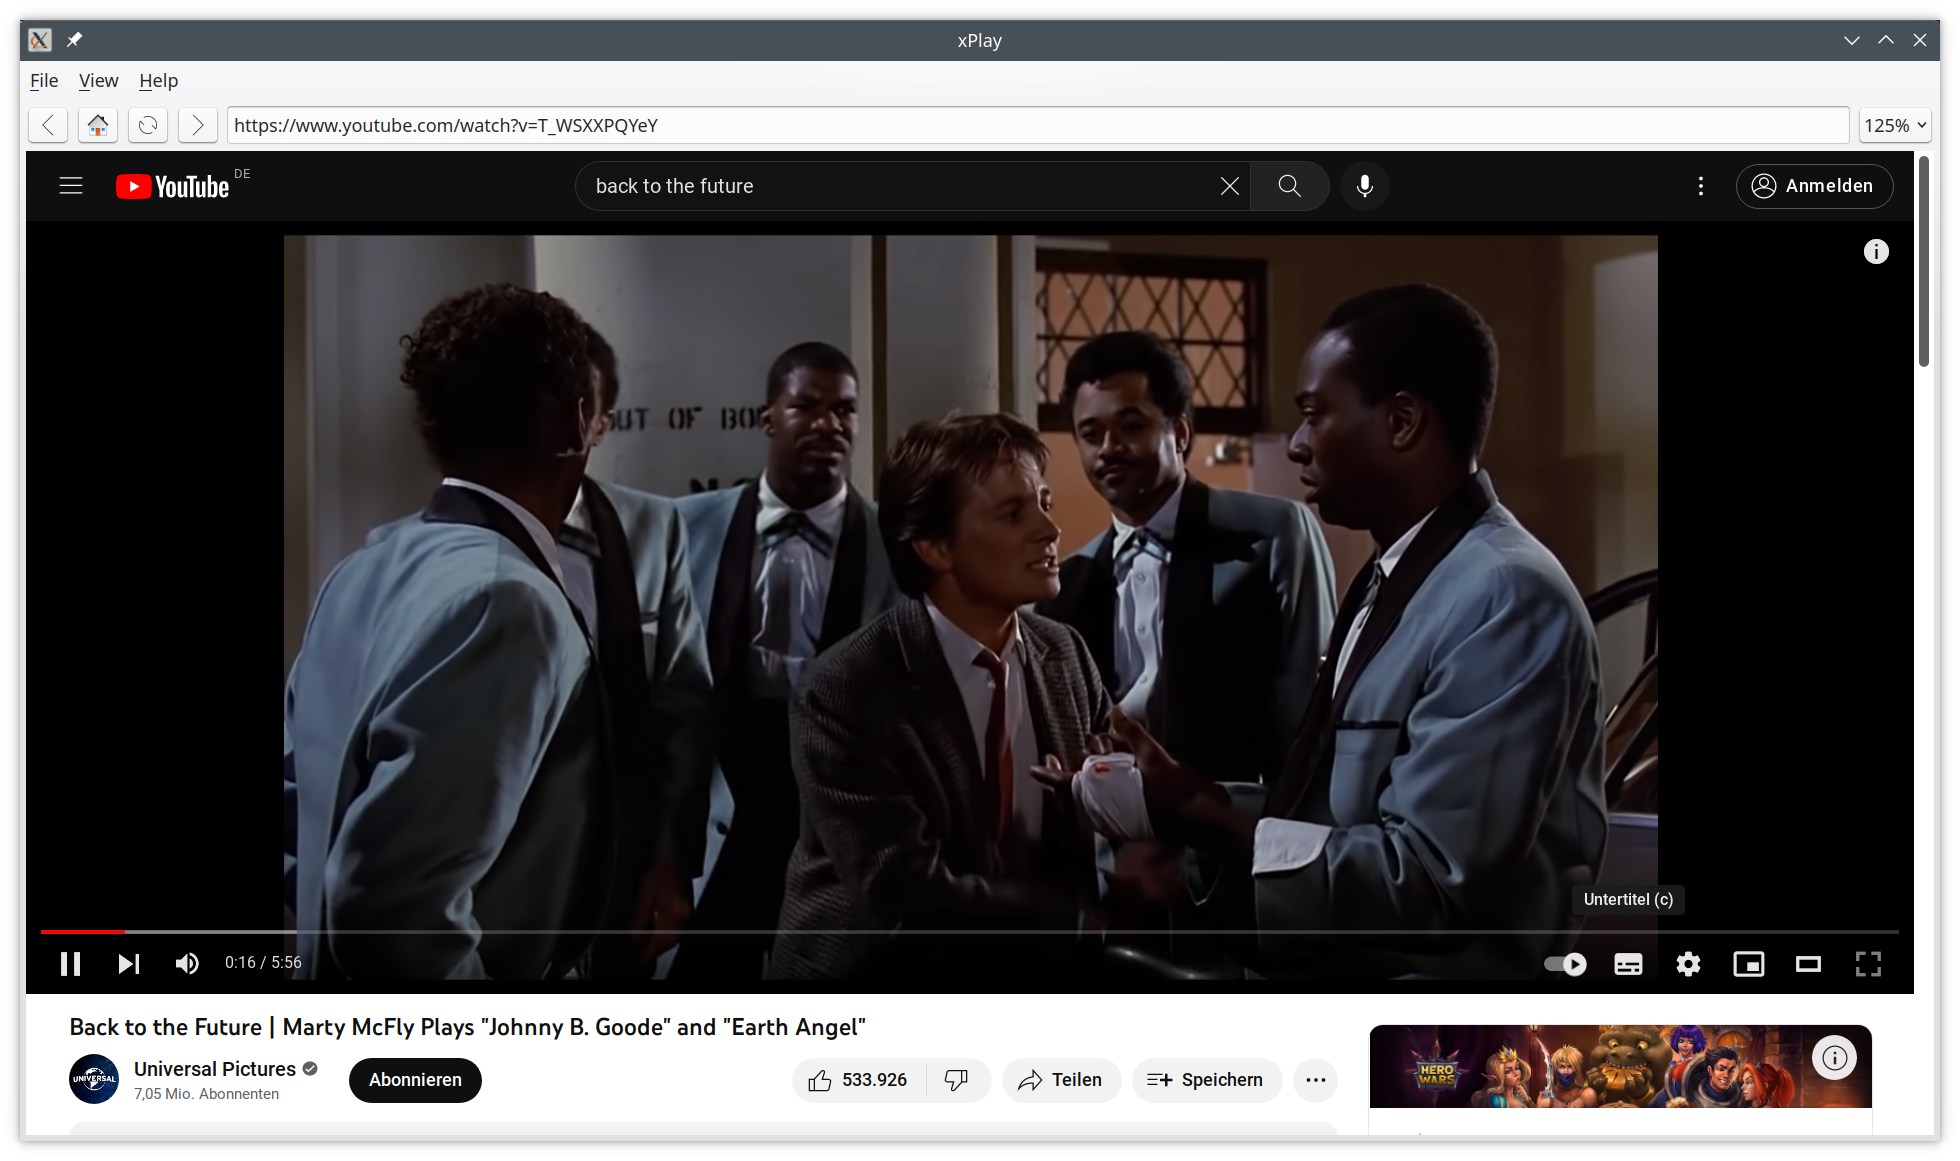 xPlay
File View Help
https://www.youtube.com/watch?v=T_WSXXPQYeY
125%
YouTube DE
back to the future
Anmelden
OUT OF
Untertitel (c)
0:16 / 5:56
Back to the Future | Marty McFly Plays "Johnny B. Goode" and "Earth Angel"
UNIVERSAL
Universal Pictures
7,05 Mio. Abonnenten
Abonnieren
533.926
Teilen
Speichern
HERO
WARS